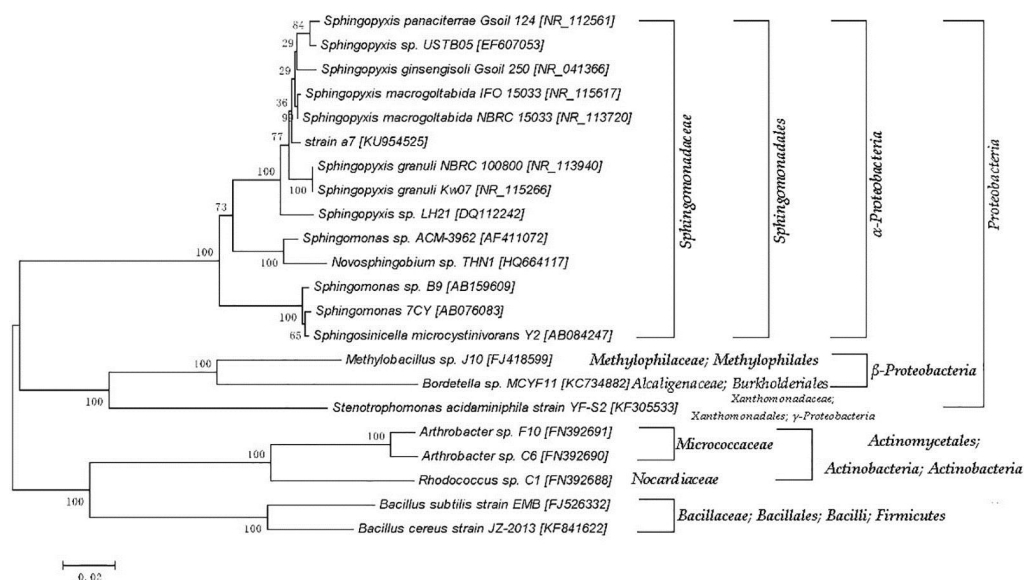 84
Sphingopyxis panaciterrae Gsoil 124 [NR_112561]
29
Sphingopyxis sp. USTB05 [EF607053]
29
Sphingopyxis ginsengisoli Gsoil 250 [NR_041366]
Sphingopyxis macrogoltabida IFO 15033 [NR_115617]
36
Sphingopyxis macrogoltabida NBRC 15033 [NR_113720]
77
strain a7 [KU954525]
100
Sphingopyxis granuli NBRC 100800 [NR_113940]
100
Sphingopyxis granuli Kw07 [NR_115266]
73
Sphingopyxis sp. LH21 [DQ112242]
Sphingomonas sp. ACM-3962 [AF411072]
100
100
Novosphingobium sp. THN1 [HQ664117]
Sphingomonas sp. B9 [AB159609]
100
Sphingomonas 7CY [AB076083]
65
Sphingosinicella microcystinivorans Y2 [AB084247]
Sphingomonadaceae
Sphingomonadales
α-Proteobacteria
Proteobacteria
100
Methylobacillus sp. J10 [FJ418599] Methylophilaceae; Methylophilales
β-Proteobacteria
Bordetella sp. MCYF11 [KC734882] Alcaligenaceae; Burkholderiales
100
Xanthomonadaceae;
Stenotrophomonas acidaminiphila strain YF-S2 [KF305533]
Xanthomonadales; γ-Proteobacteria
100
Arthrobacter sp. F10 [FN392691]
Micrococcaceae
Actinomycetales;
100
Arthrobacter sp. C6 [FN392690]
Actinobacteria; Actinobacteria
Rhodococcus sp. C1 [FN392688] Nocardiaceae
100
Bacillus subtilis strain EMB [FJ526332]
Bacillaceae; Bacillales; Bacilli; Firmicutes
100
Bacillus cereus strain JZ-2013 [KF841622]
0.02